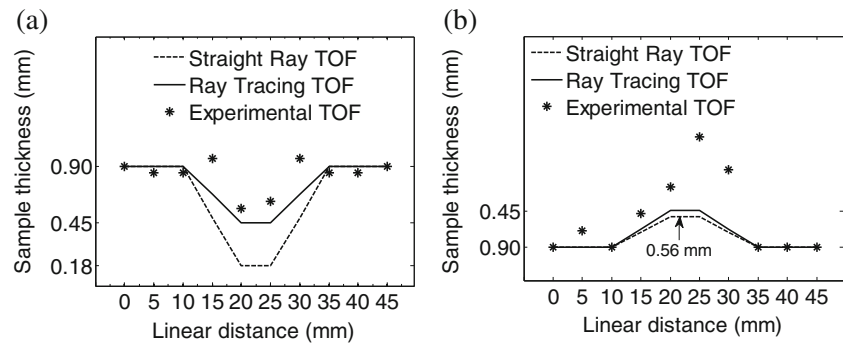 (a)
Straight Ray TOF
Ray Tracing TOF
Experimental TOF
Sample thickness (mm)
0.90
0.45
0.18
0 5 10 15 20 25 30 35 40 45
Linear distance (mm)
(b)
Straight Ray TOF
Ray Tracing TOF
Experimental TOF
Sample thickness (mm)
0.45
0.90
0.56 mm
0 5 10 15 20 25 30 35 40 45
Linear distance (mm)